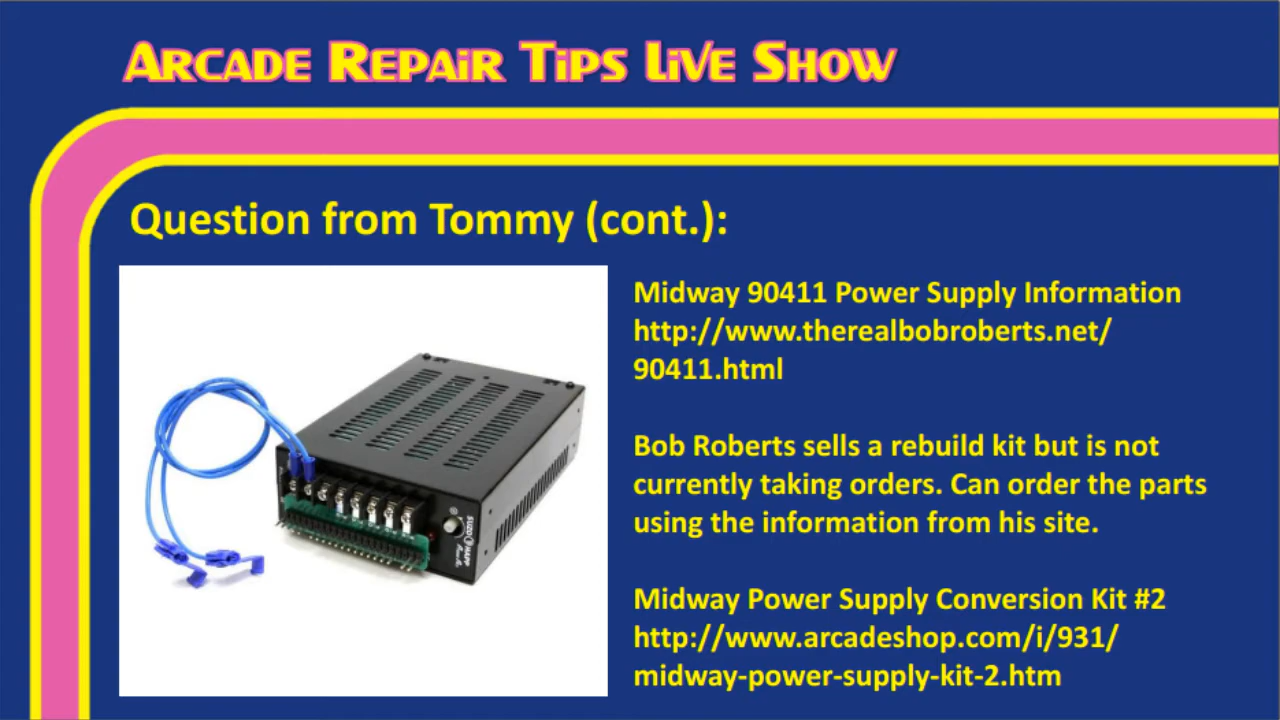 Arcade Repair Tips Live Show
Question from Tommy (cont.):
Midway 90411 Power Supply Information
http://www.therealbobroberts.net/
90411.html
Bob Roberts sells a rebuild kit but is not
currently taking orders. Can order the parts
using the information from his site.
Midway Power Supply Conversion Kit #2
http://www.arcadeshop.com/i/931/
midway-power-supply-kit-2.htm
SUZO HAPP